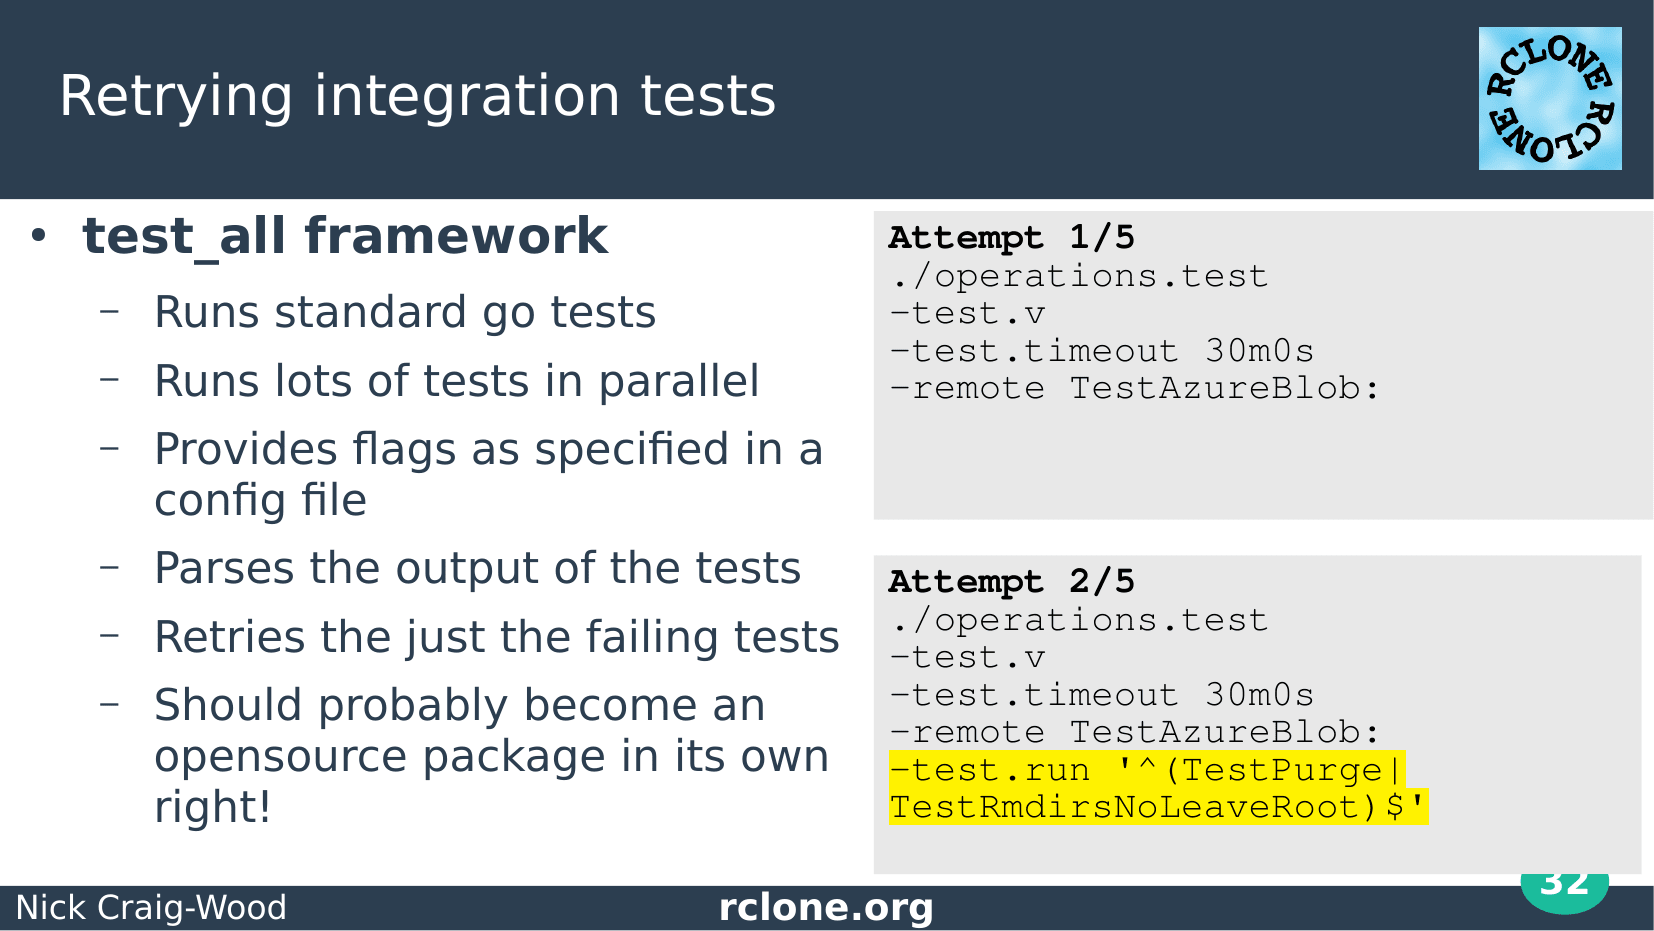 Retrying integration tests
RCLONE RCLONE
• test_all framework
– Runs standard go tests
– Runs lots of tests in parallel
– Provides flags as specified in a
config file
– Parses the output of the tests
– Retries the just the failing tests
– Should probably become an
opensource package in its own
right!
Attempt 1/5
./operations.test
-test.v
-test.timeout 30m0s
-remote TestAzureBlob:
Attempt 2/5
./operations.test
-test.v
-test.timeout 30m0s
-remote TestAzureBlob:
-test.run '^(TestPurge|
TestRmdirsNoLeaveRoot)$'
Nick Craig-Wood
rclone.org
32